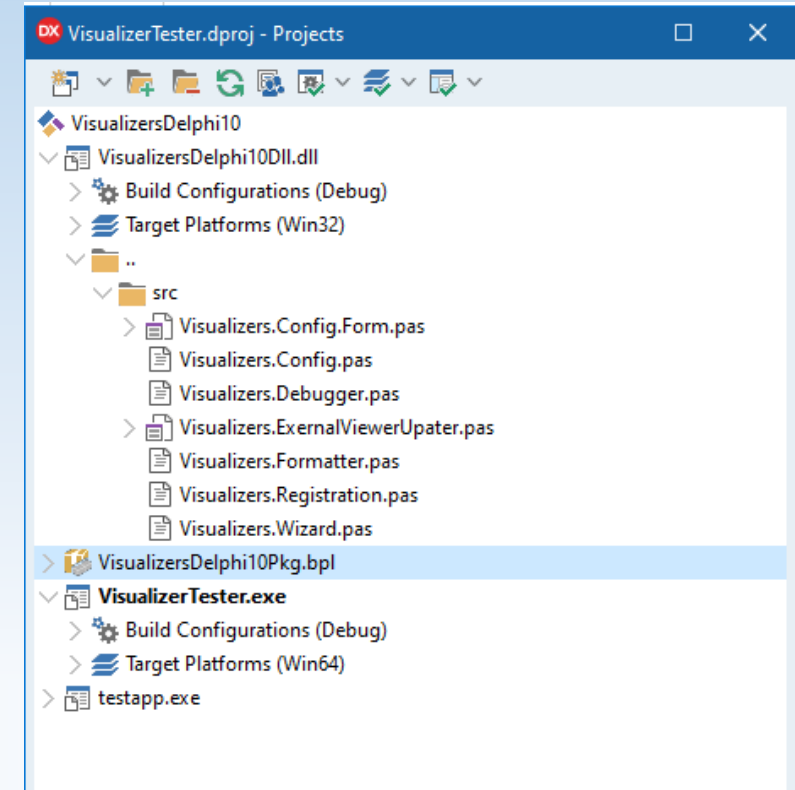 DX VisualizerTester.dproj - Projects
VisualizersDelphi10
VisualizersDelphi10Dll.dll
Build Configurations (Debug)
Target Platforms (Win32)
..
src
Visualizers.Config.Form.pas
Visualizers.Config.pas
Visualizers.Debugger.pas
Visualizers.ExernalViewerUpater.pas
Visualizers.Formatter.pas
Visualizers.Registration.pas
Visualizers.Wizard.pas
VisualizersDelphi10Pkg.bpl
VisualizerTester.exe
Build Configurations (Debug)
Target Platforms (Win64)
testapp.exe